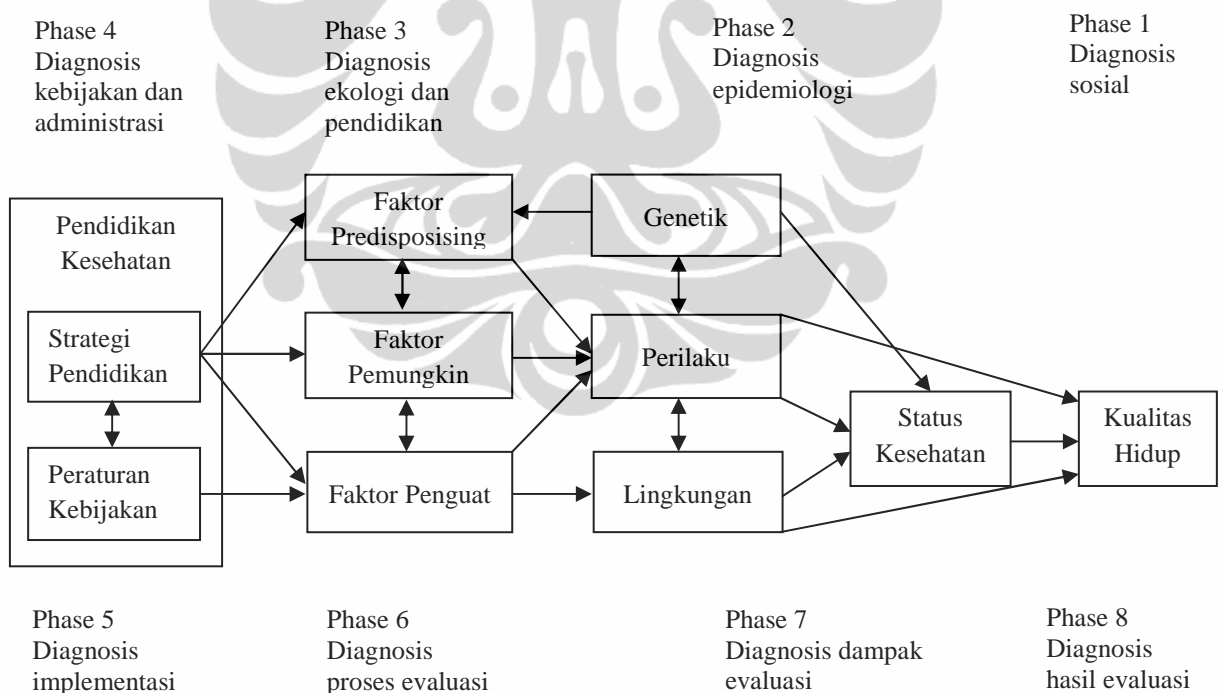 Phase 4
Diagnosis
kebijakan dan
administrasi
Phase 3
Diagnosis
ekologi dan
pendidikan
Phase 2
Diagnosis
epidemiologi
Phase 1
Diagnosis
sosial
Pendidikan
Kesehatan
Strategi
Pendidikan
Peraturan
Kebijakan
Faktor
Predisposising
Faktor
Pemungkin
Faktor Penguat
Genetik
Perilaku
Lingkungan
Status
Kesehatan
Kualitas
Hidup
Phase 5
Diagnosis
implementasi
Phase 6
Diagnosis
proses evaluasi
Phase 7
Diagnosis dampak
evaluasi
Phase 8
Diagnosis
hasil evaluasi